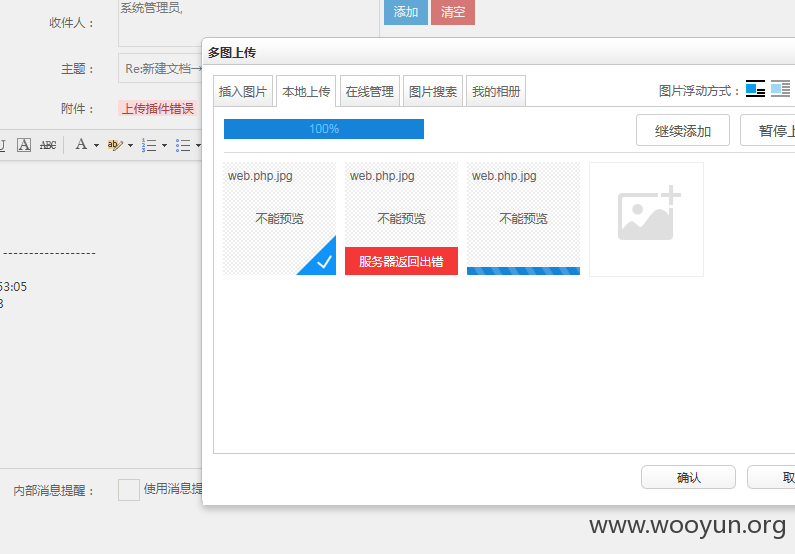 系统管理员,
收件人：
添加
清空
多图上传
主题：
Re:新建文档→
插入图片
本地上传
在线管理
图片搜索
我的相册
图片浮动方式：
附件：
上传插件错误
100%
继续添加
暂停上
U A ABC A ab
web.php.jpg
web.php.jpg
web.php.jpg
不能预览
不能预览
不能预览
服务器返回出错
------------------
53:05
确认
取
内部消息提醒：
使用消息提
www.wooyun.org